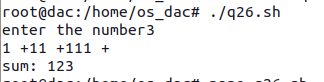 root@dac:/home/os_dac# ./q26.sh
enter the number3
1 +11 +111 +
sum: 123